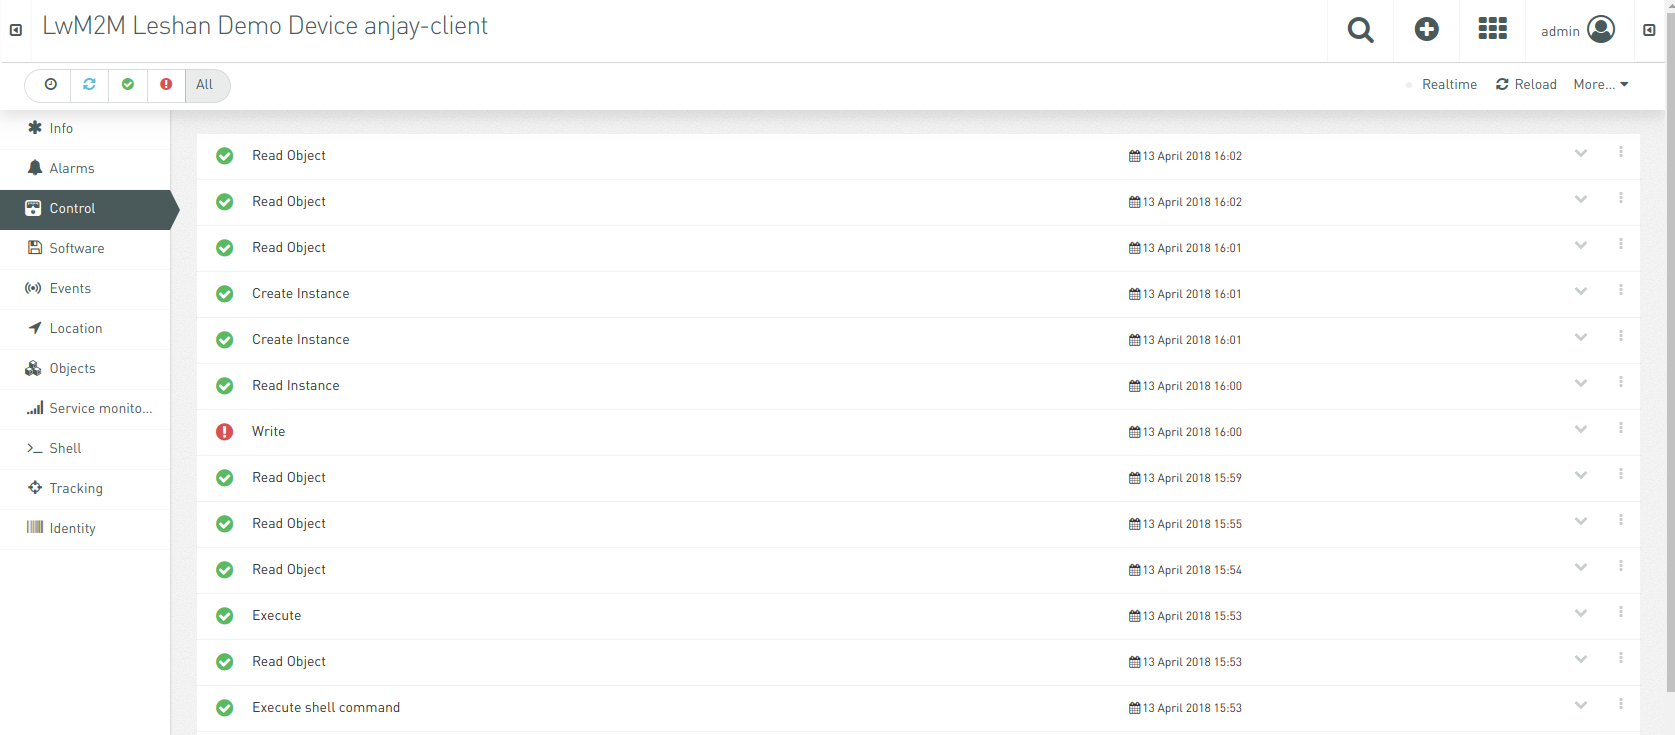 LwM2M Leshan Demo Device anjay-client
admin
All
Realtime Reload More...
Info
Alarms
Control
Software
Events
Location
Objects
Service monito...
Shell
Tracking
Identity
Read Object 13 April 2018 16:02
Read Object 13 April 2018 16:02
Read Object 13 April 2018 16:01
Create Instance 13 April 2018 16:01
Create Instance 13 April 2018 16:01
Read Instance 13 April 2018 16:00
Write 13 April 2018 16:00
Read Object 13 April 2018 15:59
Read Object 13 April 2018 15:55
Read Object 13 April 2018 15:54
Execute 13 April 2018 15:53
Read Object 13 April 2018 15:53
Execute shell command 13 April 2018 15:53